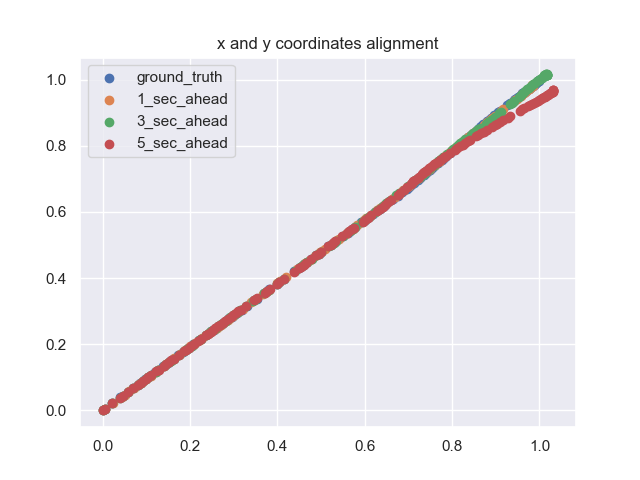 x and y coordinates alignment
1.0
0.8
0.6
0.4
0.2
0.0
ground_truth
1_sec_ahead
3_sec_ahead
5_sec_ahead
0.0 0.2 0.4 0.6 0.8 1.0